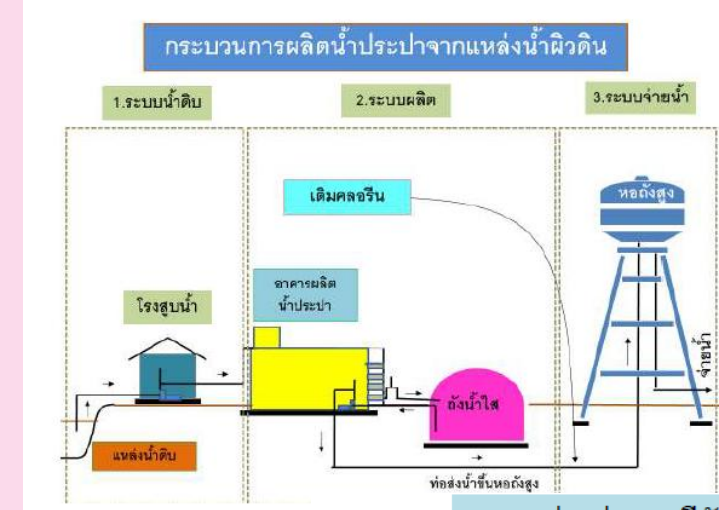 กระบวนการผลิตน้ำประปาจากแหล่งน้ำผิวดิน
1.ระบบน้ำดิบ
2.ระบบผลิต
3.ระบบจ่ายน้ำ
เติมคลอรีน
หอถังสูง
อาคารผลิต
น้ำประปา
โรงสูบน้ำ
จ่ายน้ำ
ถังน้ำใส
แหล่งน้ำดิบ
ท่อส่งน้ำขึ้นหอถังสูง